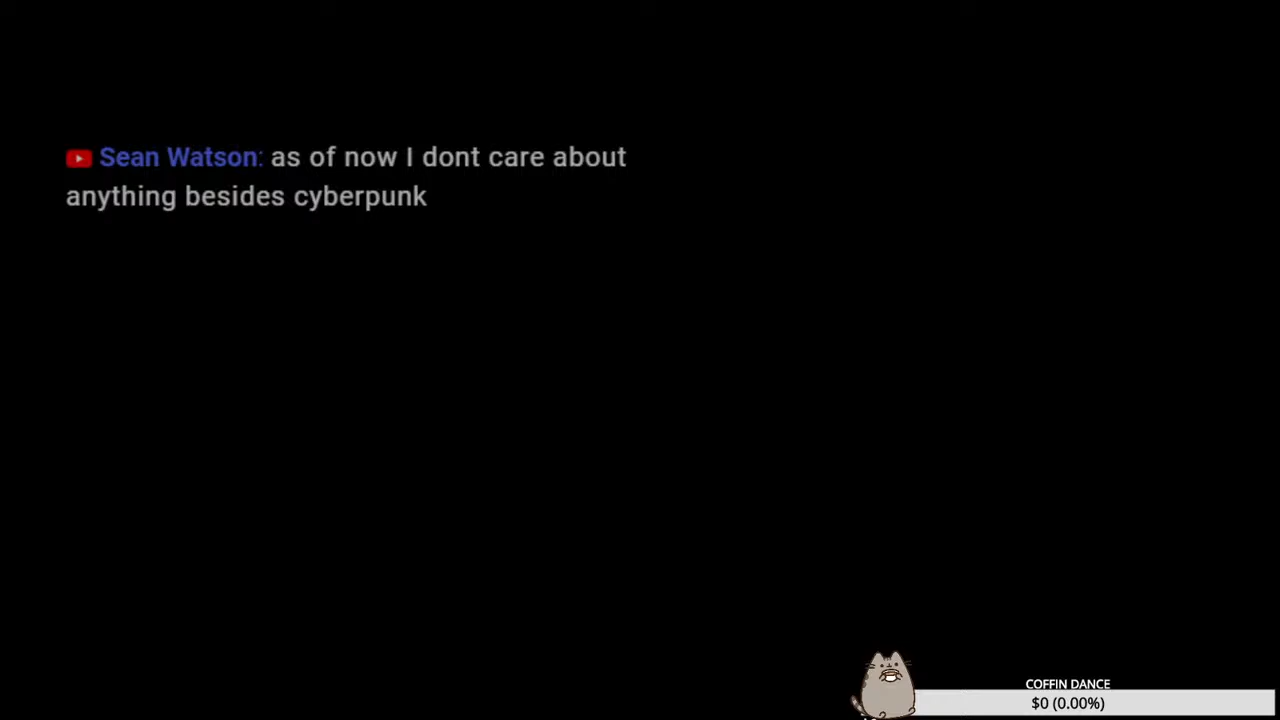 Sean Watson: as of now I dont care about
anything besides cyberpunk
COFFIN DANCE
$0 (0.00%)